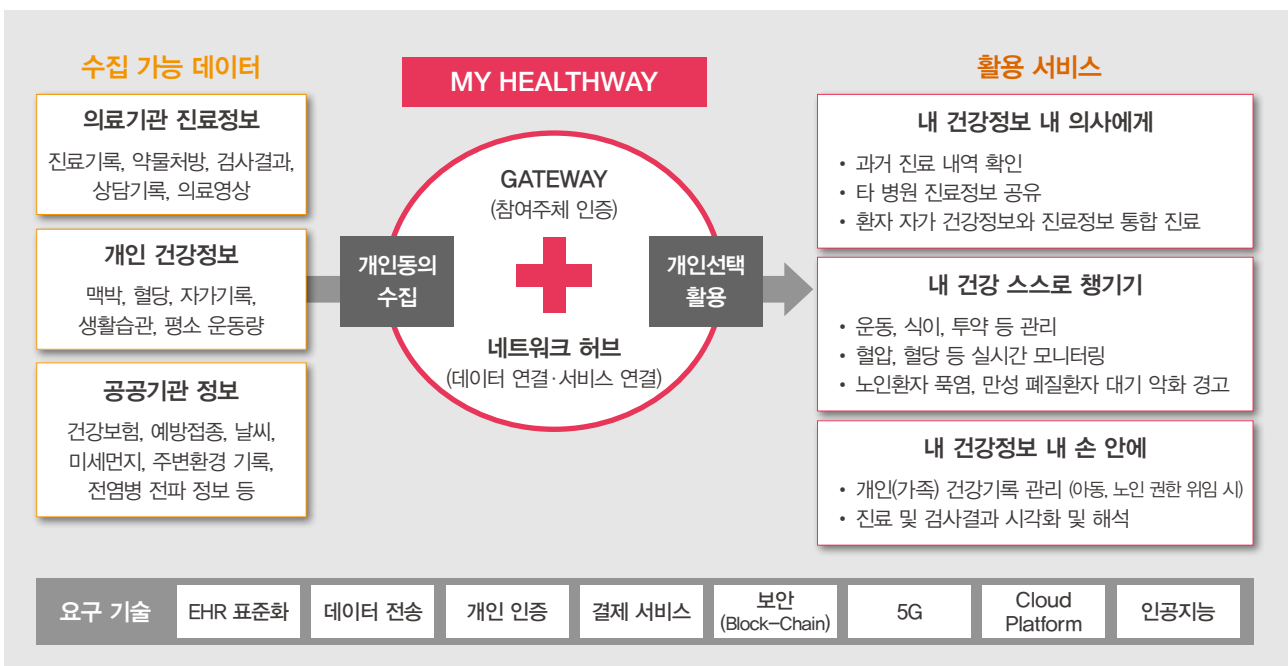 수집 가능 데이터
의료기관 진료정보
진료기록, 약물처방, 검사결과,
상담기록, 의료영상
개인 건강정보
맥박, 혈당, 자가기록,
생활습관, 평소 운동량
공공기관 정보
건강보험, 예방접종, 날씨,
미세먼지, 주변환경 기록,
전염병 전파 정보 등
MY HEALTHWAY
GATEWAY
(참여주체 인증)
개인동의
수집
개인선택
활용
네트워크 허브
(데이터 연결·서비스 연결)
활용 서비스
내 건강정보 내 의사에게
• 과거 진료 내역 확인
• 타 병원 진료정보 공유
• 환자 자가 건강정보와 진료정보 통합 진료
내 건강 스스로 챙기기
• 운동, 식이, 투약 등 관리
• 혈압, 혈당 등 실시간 모니터링
• 노인환자 폭염, 만성 폐질환자 대기 악화 경고
내 건강정보 내 손 안에
• 개인(가족) 건강기록 관리 (아동, 노인 권한 위임 시)
• 진료 및 검사결과 시각화 및 해석
요구 기술
EHR 표준화
데이터 전송
개인 인증
결제 서비스
보안
(Block-Chain)
5G
Cloud
Platform
인공지능